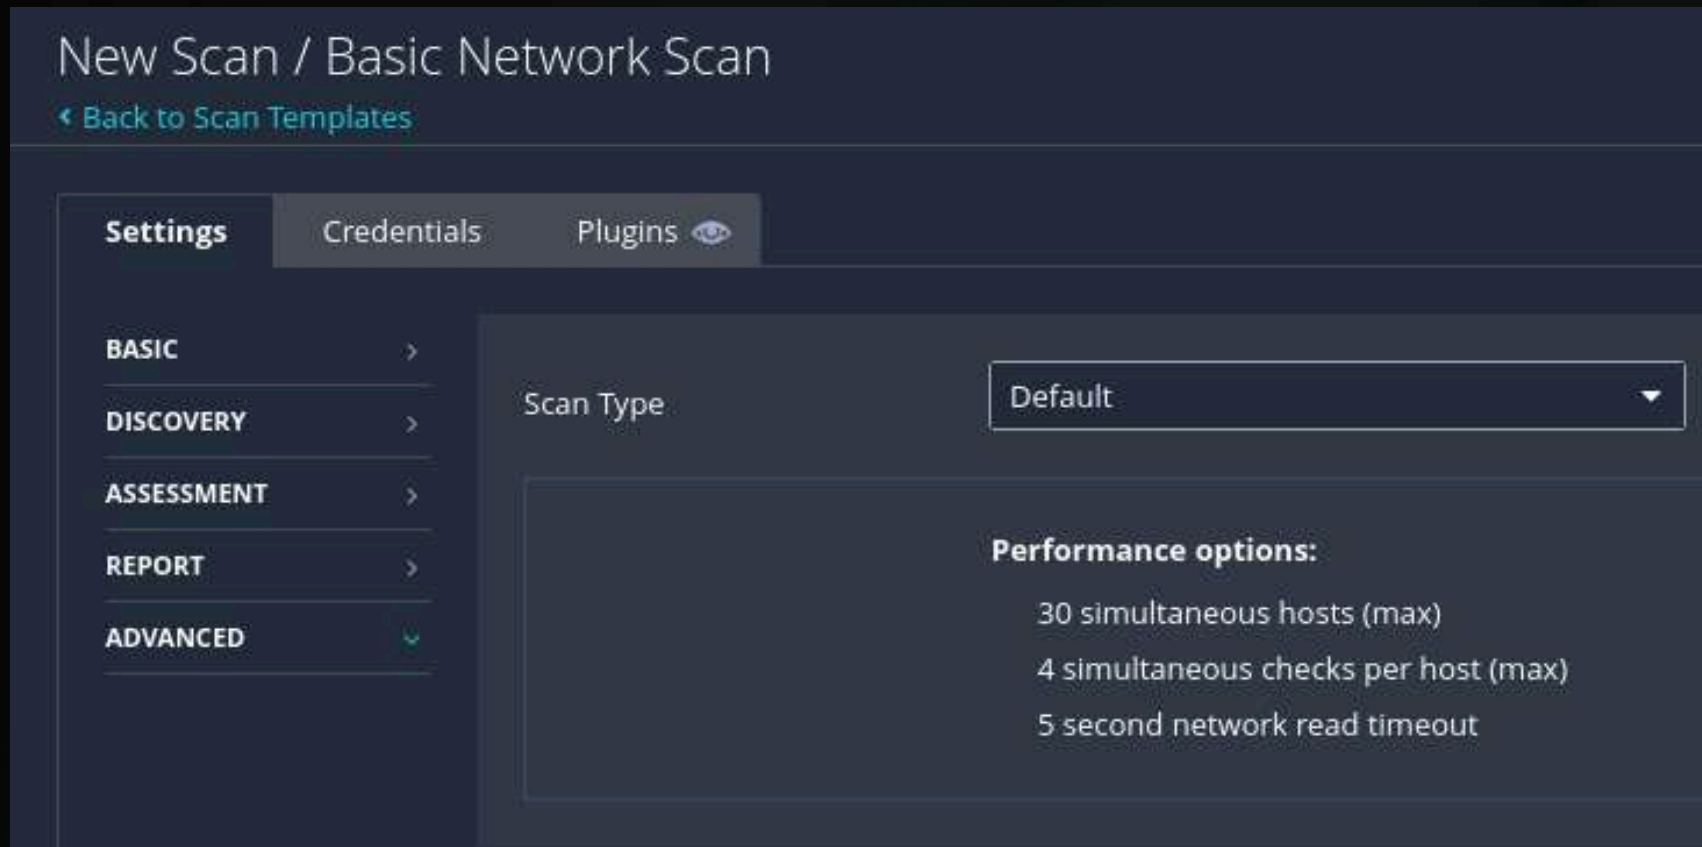 New Scan / Basic Network Scan
Back to Scan Templates
Settings Credentials Plugins
BASIC
DISCOVERY
ASSESSMENT
REPORT
ADVANCED
Scan Type Default
Performance options:
30 simultaneous hosts (max)
4 simultaneous checks per host (max)
5 second network read timeout